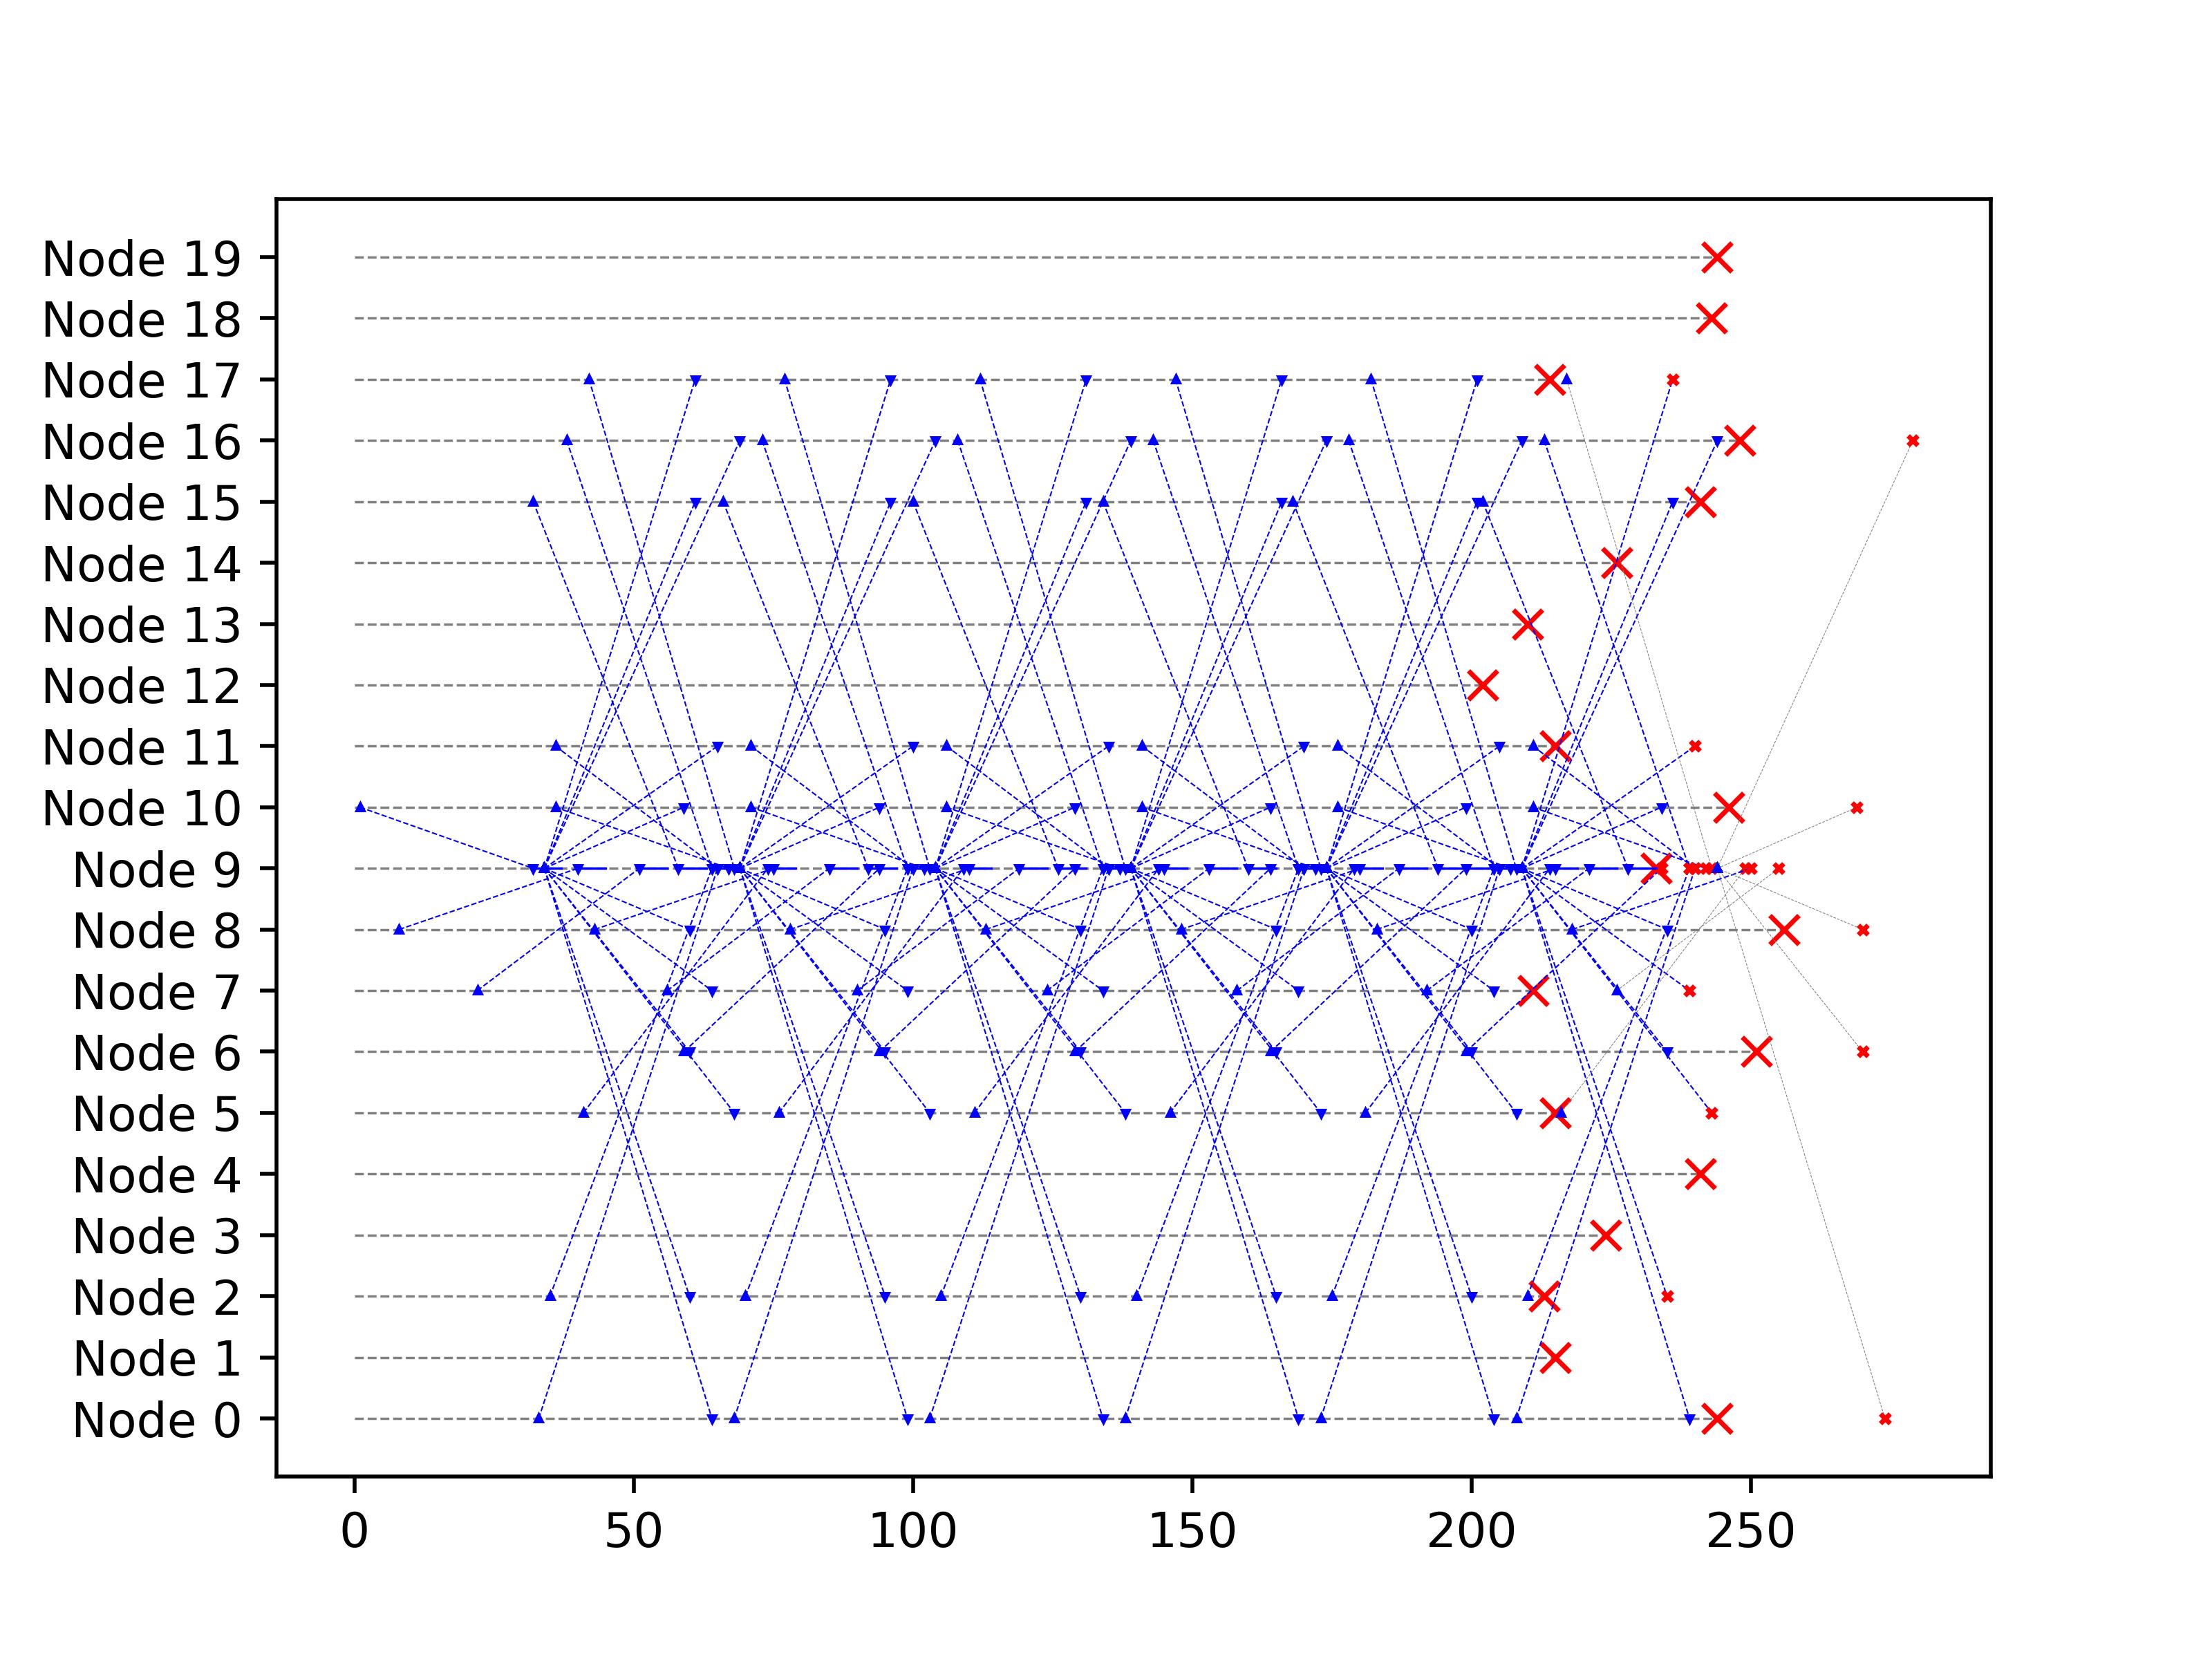 Node 19
Node 18
Node 17
Node 16
Node 15
Node 14
Node 13
Node 12
Node 11
Node 10
Node 9
Node 8
Node 7
Node 6
Node 5
Node 4
Node 3
Node 2
Node 1
Node 0
0 50 100 150 200 250